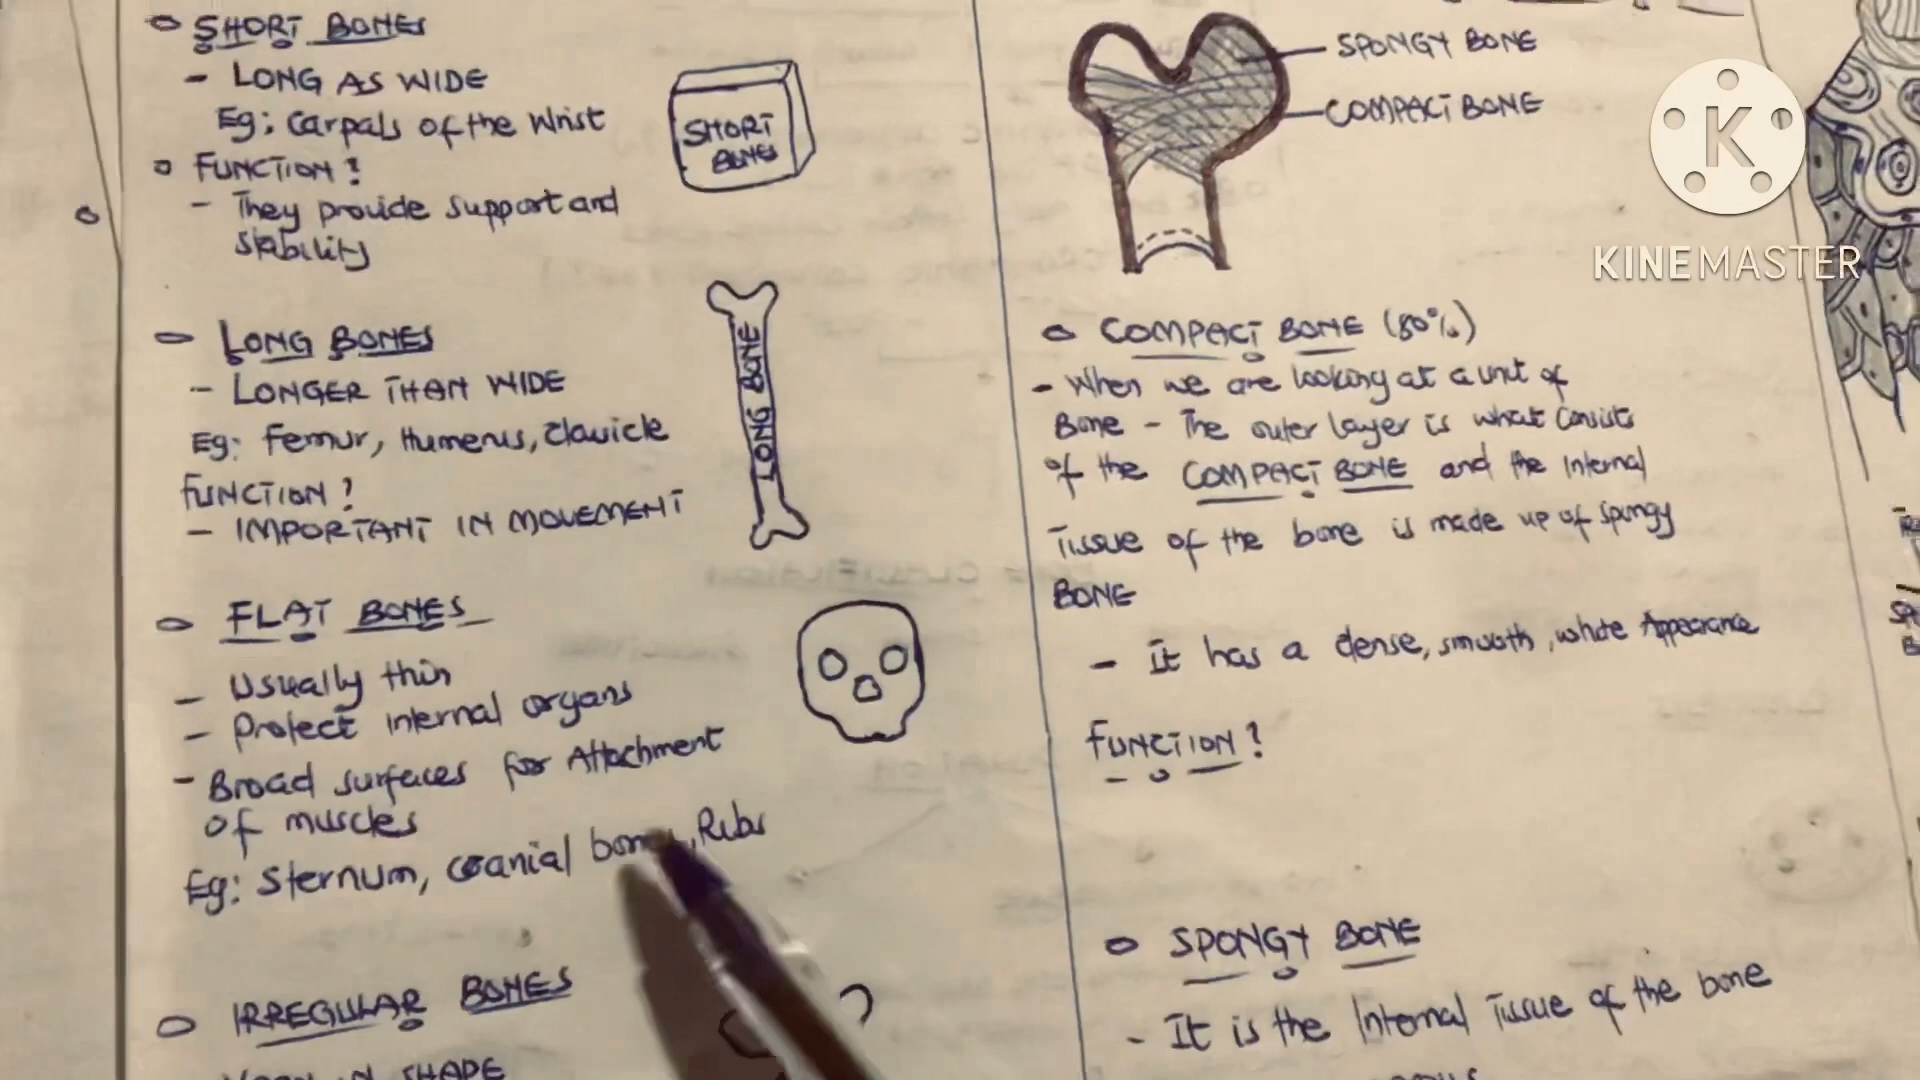 SHORT BONES
- LONG AS WIDE
Eg: Carpals of the Wrist
FUNCTION?
- They provide support and
stability
SHORT
BONES
LONG BONES
- LONGER THAN WIDE
Eg: Femur, Humerus, Clavicle
FUNCTION?
- IMPORTANT IN MOVEMENT
LONG BONE
FLAT BONES
- Usually thin
- Protect internal organs
- Broad surfaces for Attachment
of muscles
Eg: Sternum, cranial bones, Ribs
IRREGULAR BONES
IN SHAPE
SPONGY BONE
COMPACT BONE
COMPACT BONE (80%)
- When we are looking at a unit of
Bone - The outer layer is what Consists
of the COMPACT BONE and the internal
Tissue of the bone is made up of spongy
BONE
- It has a dense, smooth, white Appearance
FUNCTION?
SPONGY BONE
- It is the Internal Tissue of the bone
K
KINEMASTER